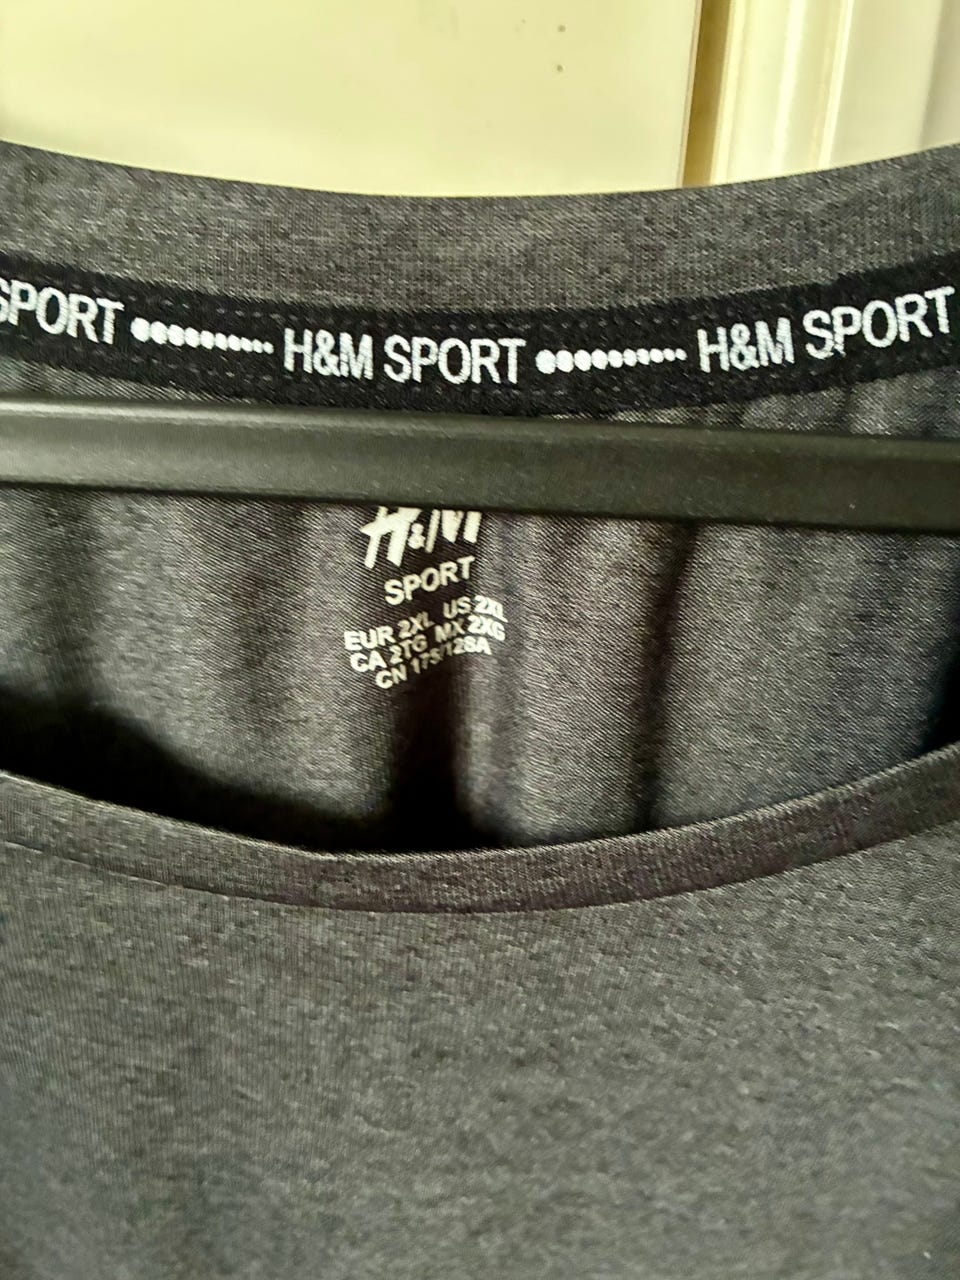 SPORT H&M SPORT H&M SPORT
H&M
SPORT
EUR 2XL US 2XL
CA 2TG MX 2XG
CN 175/128A